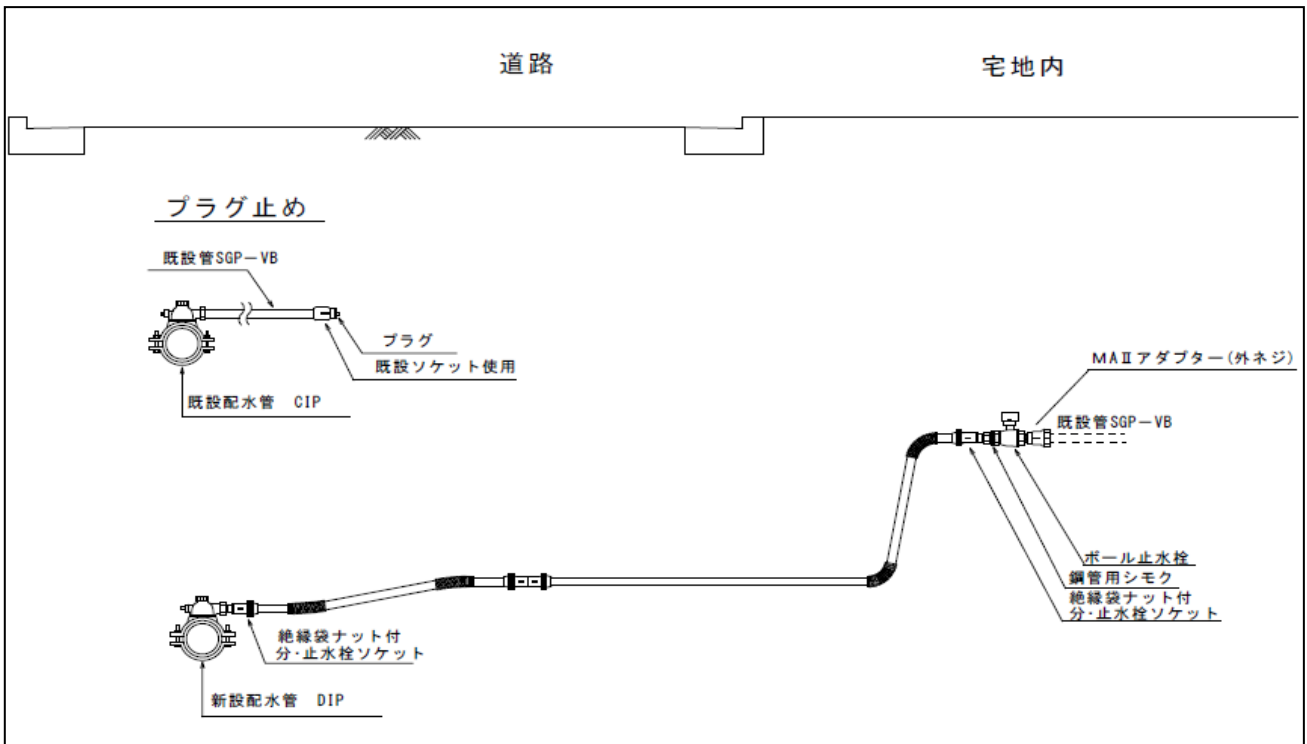 道路
宅地内
プラグ止め
既設管SGP－VB
プラグ
既設ソケット使用
既設配水管 CIP
MAⅡアダプター(外ネジ)
既設管SGP－VB
ボール止水栓
鋼管用シモク
絶縁袋ナット付
分・止水栓ソケット
絶縁袋ナット付
分・止水栓ソケット
新設配水管 DIP